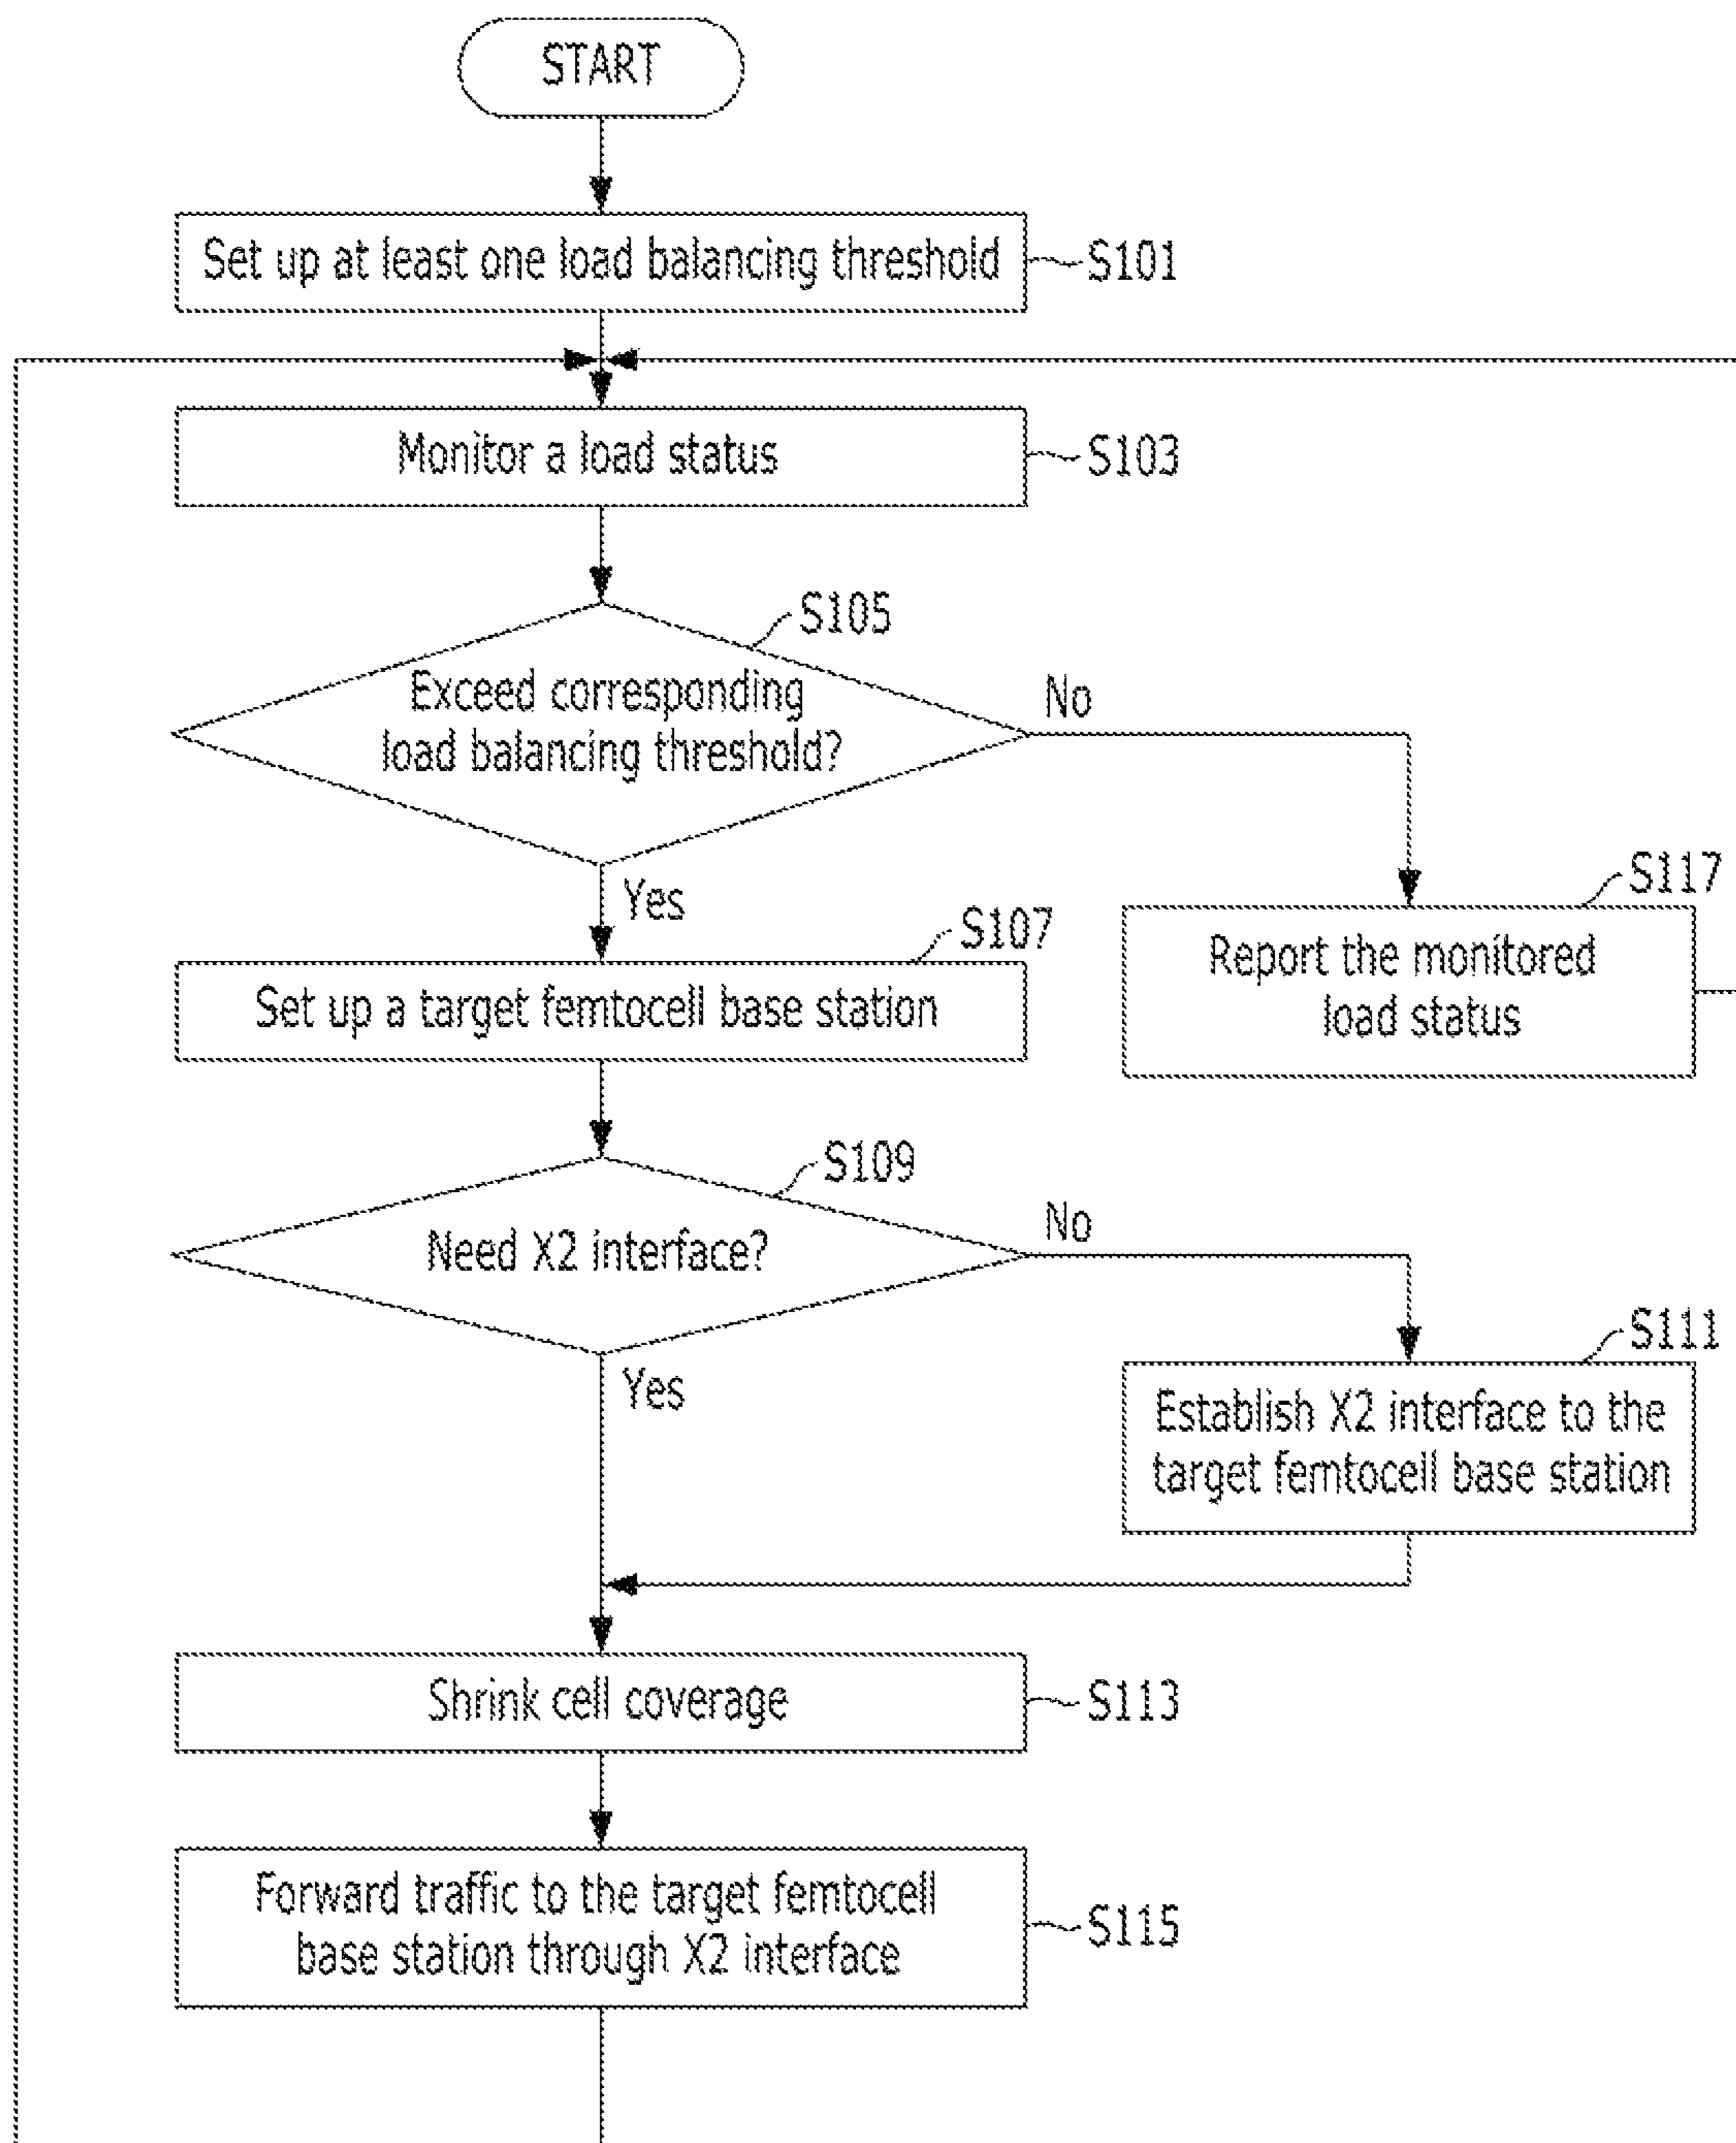 START
Set up at least one load balancing threshold
S101
Monitor a load status
S103
S105
Exceed corresponding
load balancing threshold?
No
Yes
S117
Report the monitored
load status
S107
Set up a target femtocell base station
S109
Need X2 interface?
No
Yes
S111
Establish X2 interface to the
target femtocell base station
Shrink cell coverage
S113
Forward traffic to the target femtocell
base station through X2 interface
S115